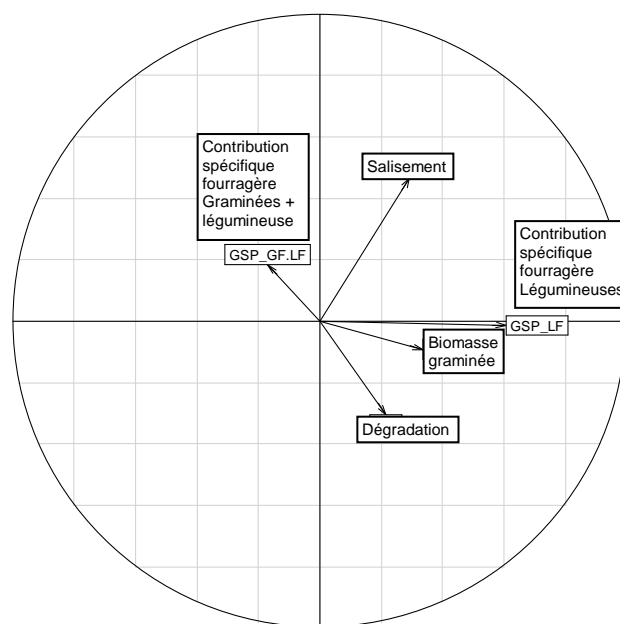 Contribution
spécifique
fourragère
Graminées +
légumineuse
GSP_GF.LF
Salisement
Contribution
spécifique
fourragère
Légumineuses
GSP_LF
Biomasse
graminée
Dégradation